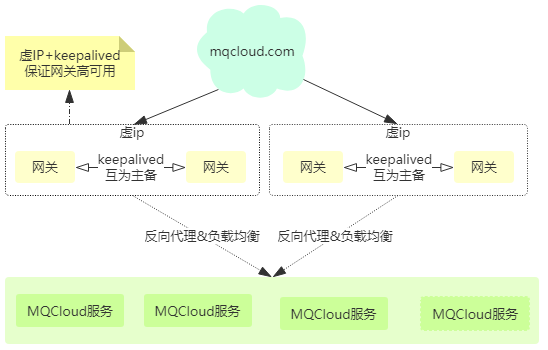 mqcloud.com
虚IP+keepalived
保证网关高可用
虚ip
网关
keepalived
互为主备
网关
虚ip
网关
keepalived
互为主备
网关
反向代理&负载均衡
反向代理&负载均衡
MQCloud服务
MQCloud服务
MQCloud服务
MQCloud服务